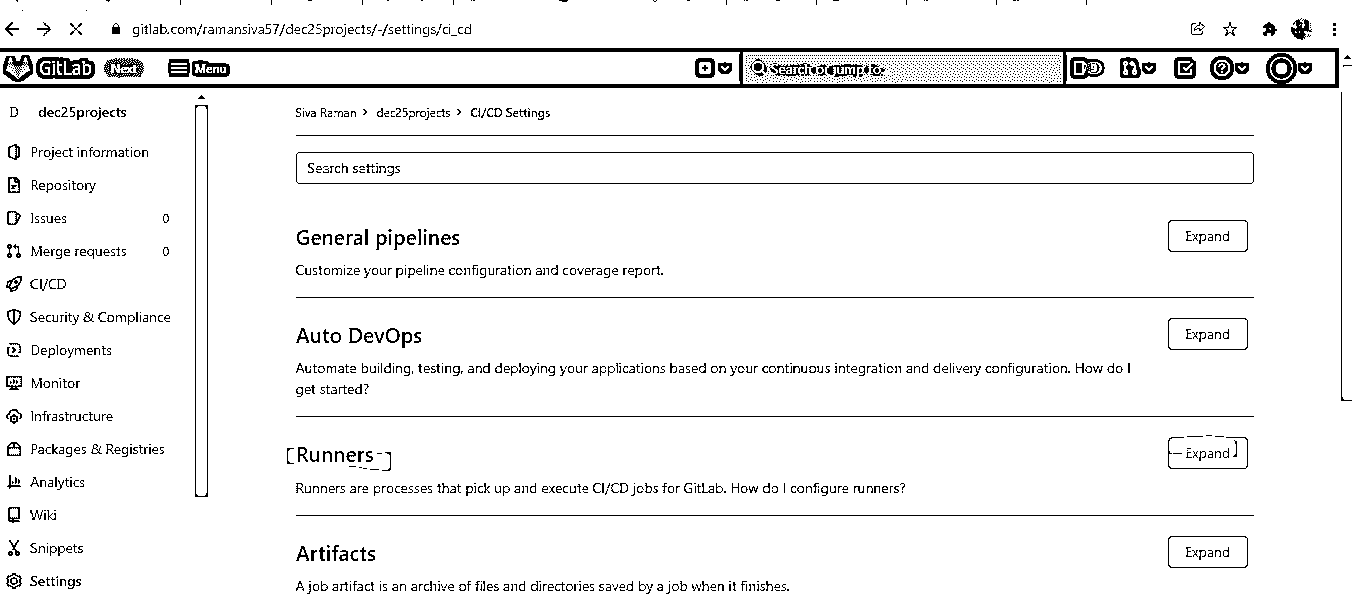 gitlab.com/ramansiva57/dec25projects/-/settings/ci_cd
GitLab Next Menu Search or jump to
D dec25projects
Project information
Repository
Issues 0
Merge requests 0
CI/CD
Security & Compliance
Deployments
Monitor
Infrastructure
Packages & Registries
Analytics
Wiki
Snippets
Settings
Siva Raman > dec25projects > CI/CD Settings
Search settings
General pipelines Expand
Customize your pipeline configuration and coverage report.
Auto DevOps Expand
Automate building, testing, and deploying your applications based on your continuous integration and delivery configuration. How do I
get started?
Runners Expand
Runners are processes that pick up and execute CI/CD jobs for GitLab. How do I configure runners?
Artifacts Expand
A job artifact is an archive of files and directories saved by a job when it finishes.